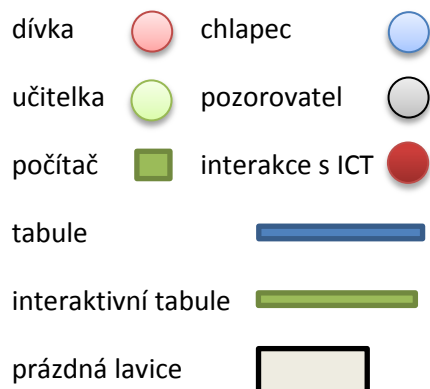 dívka chlapec
učitelka pozorovatel
počítač interakce s ICT
tabule
interaktivní tabule
prázdná lavice